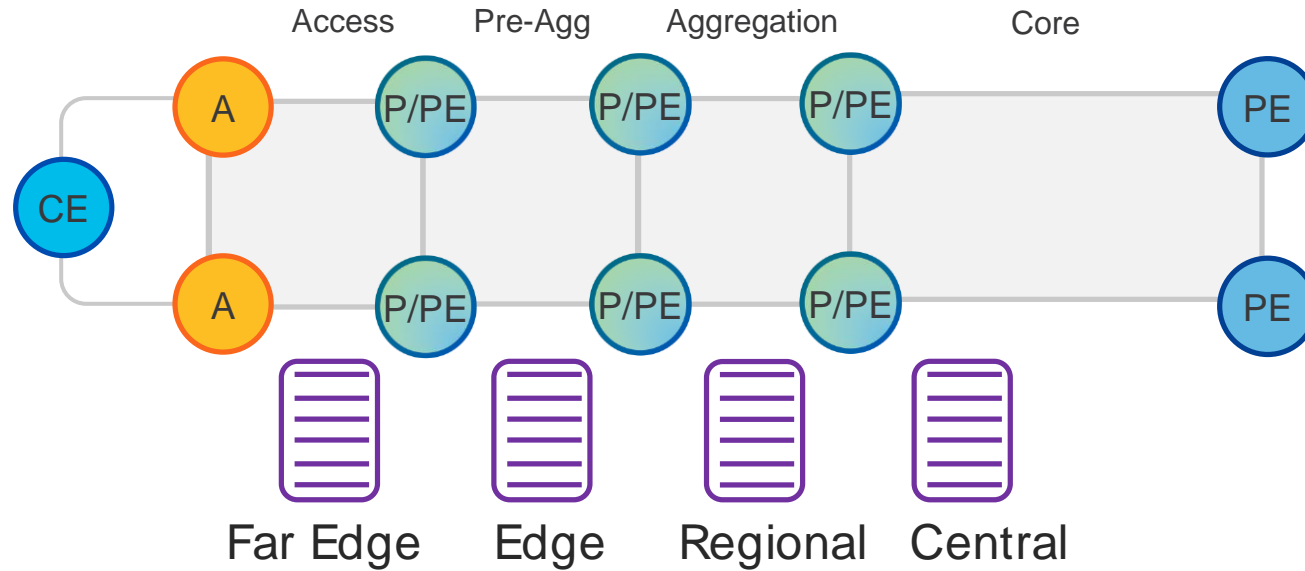 Access Pre-Agg Aggregation Core
A P/PE P/PE P/PE PE
CE
A P/PE P/PE P/PE PE
Far Edge Edge Regional Central